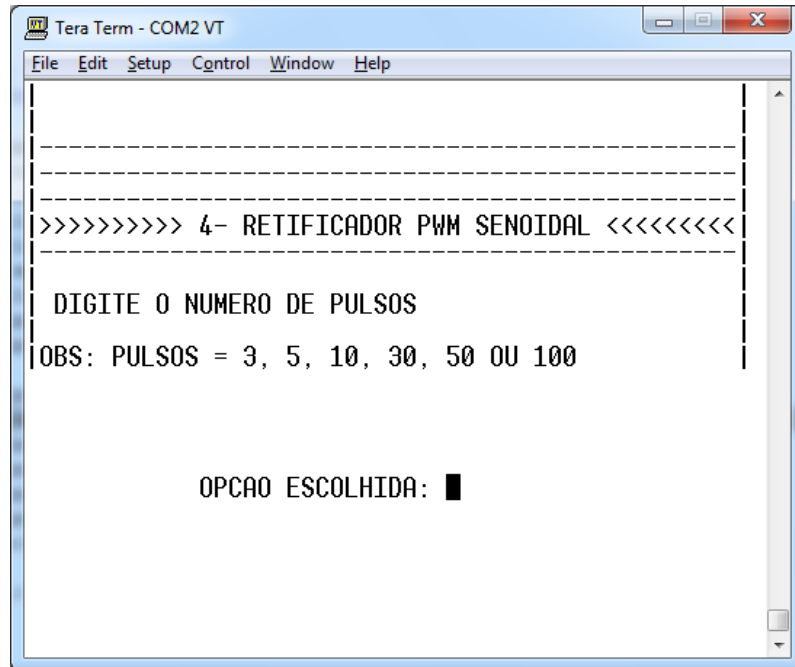 Tera Term - COM2 VT
File Edit Setup Control Window Help
|------------------------------------------------|
|------------------------------------------------|
|------------------------------------------------|
|>>>>>>>>>> 4- RETIFICADOR PWM SENOIDAL <<<<<<<<<|
|------------------------------------------------|
| DIGITE O NUMERO DE PULSOS |
|OBS: PULSOS = 3, 5, 10, 30, 50 OU 100 |
OPCAO ESCOLHIDA: